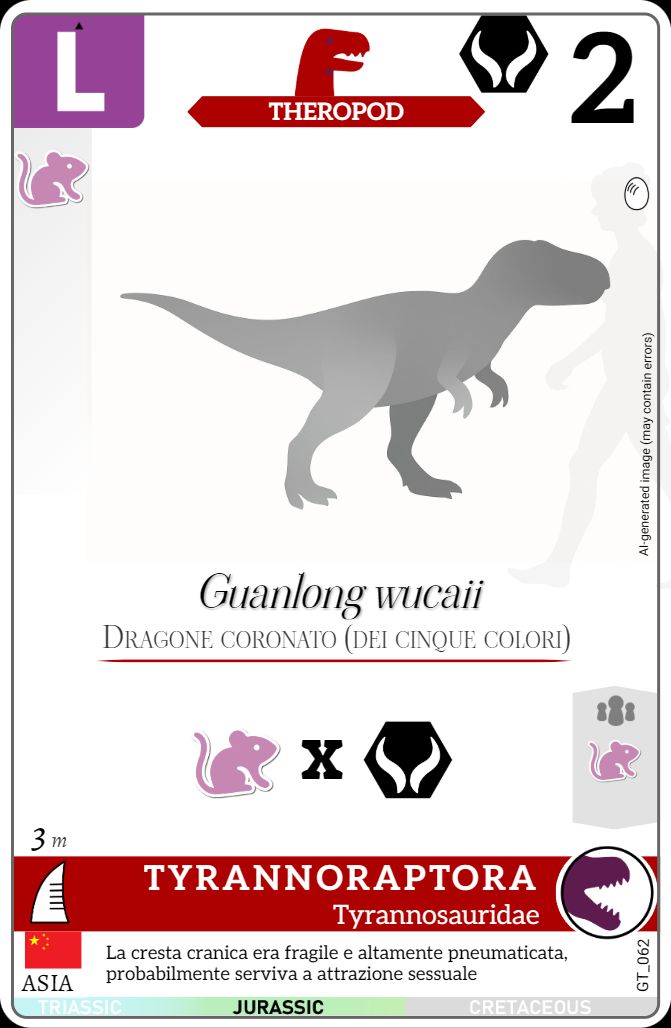 L
THEROPOD
2
AI-generated image (may contain errors)
Guanlong wucaii
Dragone coronato (dei cinque colori)
x
3 m
TYRANNORAPTORA
Tyrannosauridae
La cresta cranica era fragile e altamente pneumaticata,
probabilmente serviva a attrazione sessuale
ASIA
GT_062
TRIASSIC JURASSIC CRETACEOUS